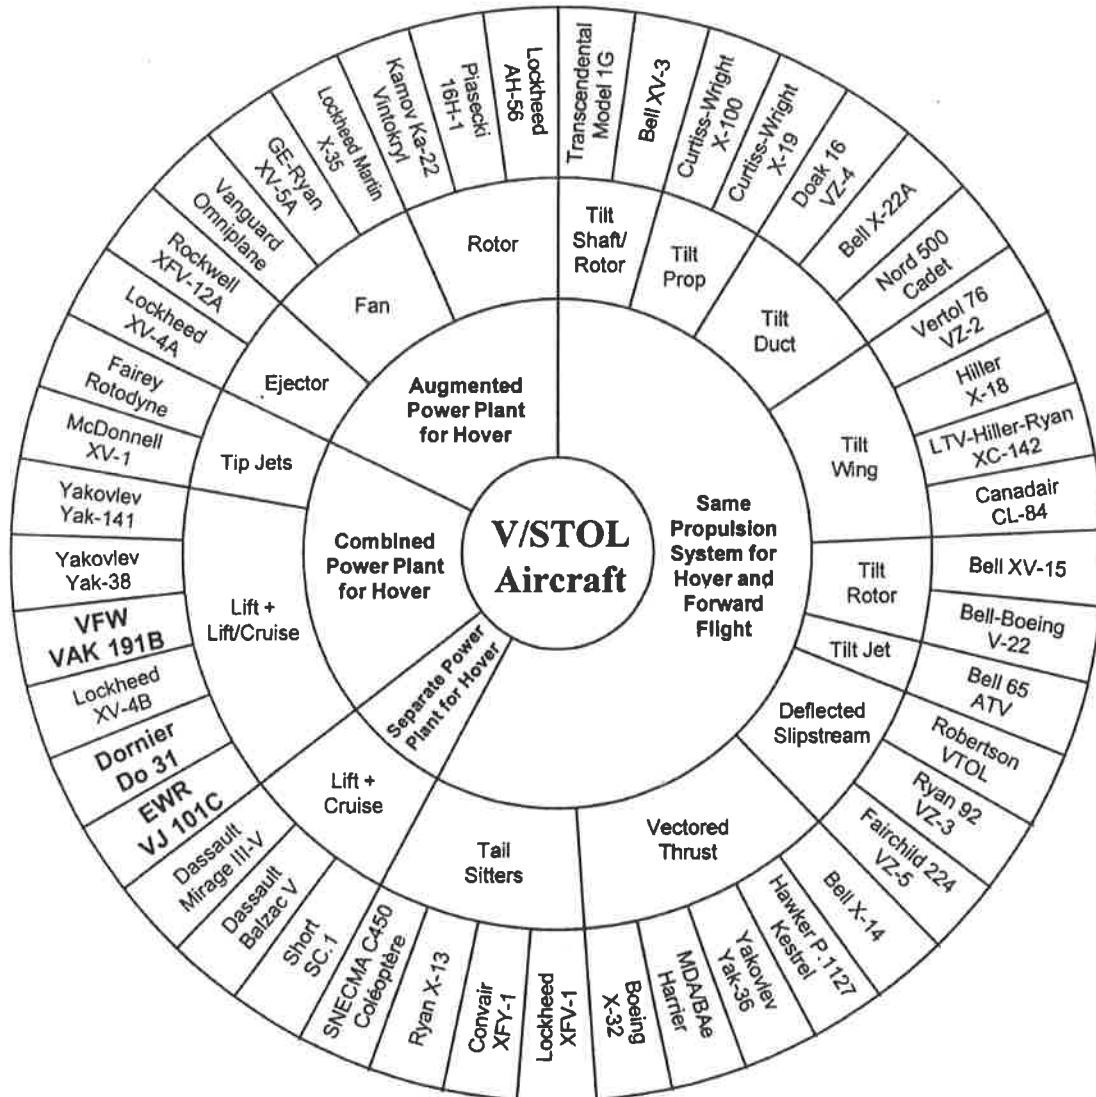 V/STOL
Aircraft
Same
Propulsion
System for
Hover and
Forward
Flight
Separate Power
Plant for Hover
Combined
Power Plant
for Hover
Augmented
Power Plant
for Hover
Tilt
Shaft/
Rotor
Tilt
Prop
Tilt
Duct
Tilt
Wing
Tilt
Rotor
Tilt Jet
Deflected
Slipstream
Vectored
Thrust
Tail
Sitters
Lift +
Cruise
Lift +
Lift/Cruise
Tip Jets
Ejector
Fan
Rotor
Transcendental
Model 1G
Bell XV-3
Curtiss-Wright
X-100
Curtiss-Wright
X-19
Doak 16
VZ-4
Bell X-22A
Nord 500
Cadet
Vertol 76
VZ-2
Hiller
X-18
LTV-Hiller-Ryan
XC-142
Canadair
CL-84
Bell XV-15
Bell-Boeing
V-22
Bell 65
ATV
Robertson
VTOL
Ryan 92
VZ-3
Fairchild 224
VZ-5
Bell X-14
Hawker P.1127
Kestrel
Yakovlev
Yak-36
MDA/BAe
Harrier
Boeing
X-32
Lockheed
XFV-1
Convair
XFY-1
Ryan X-13
SNECMA C450
Coléoptère
Short
SC.1
Dassault
Balzac V
Dassault
Mirage III-V
EWR
VJ 101C
Dornier
Do 31
Lockheed
XV-4B
VFW
VAK 191B
Yakovlev
Yak-38
Yakovlev
Yak-141
McDonnell
XV-1
Fairey
Rotodyne
Lockheed
XV-4A
Rockwell
XFV-12A
Vanguard
Omniplane
GE-Ryan
XV-5A
Lockheed Martin
X-35
Kamov Ka-22
Vintokryl
Piasecki
16H-1
Lockheed
AH-56